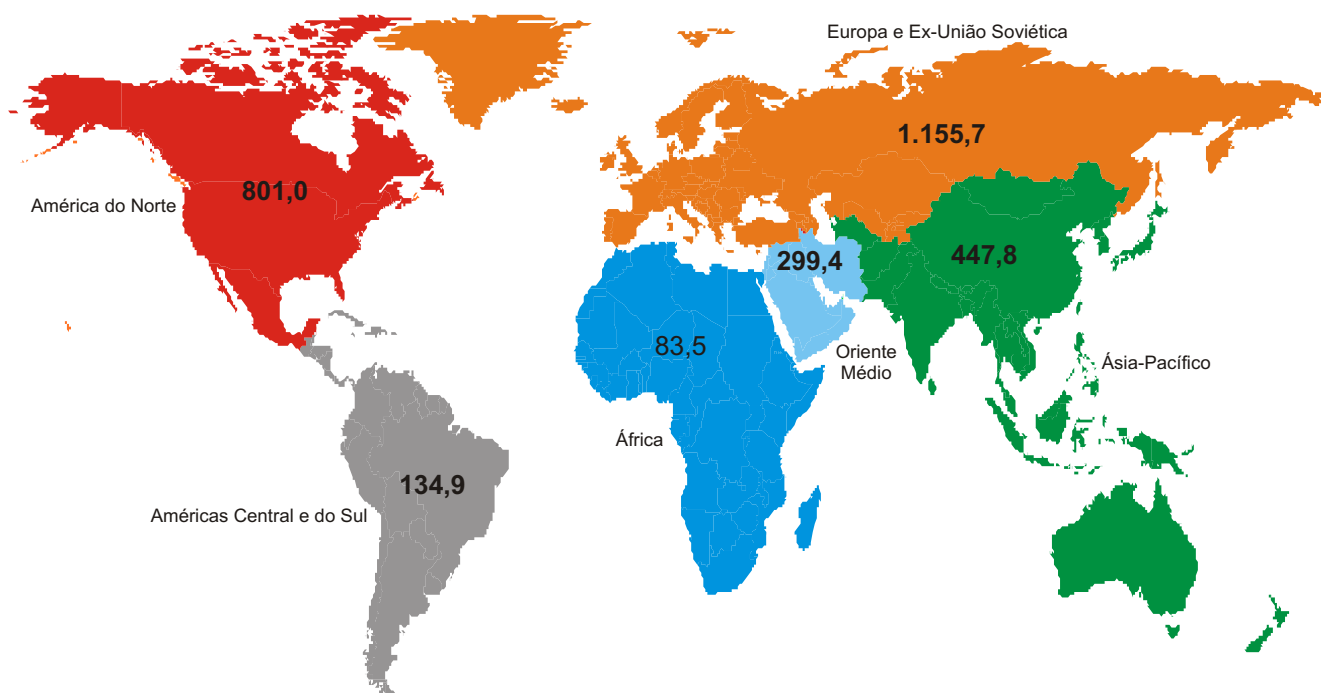 Europa e Ex-União Soviética
1.155,7
801,0
América do Norte
299,4
447,8
83,5
Oriente
Médio
Ásia-Pacífico
África
134,9
Américas Central e do Sul